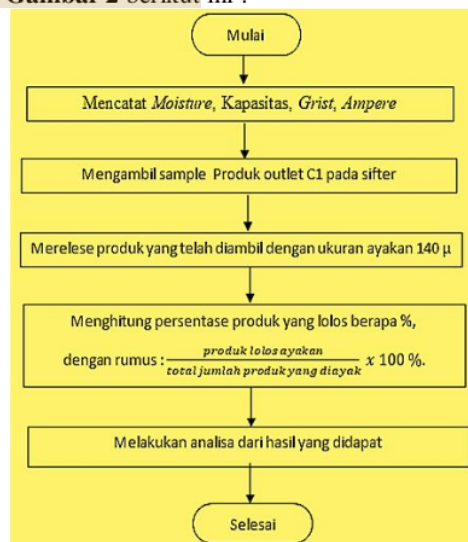 Gambar 2 berikut ini :
Mulai
Mencatat Moisture, Kapasitas, Grist, Ampere
Mengambil sample Produk outlet C1 pada sifter
Merelese produk yang telah diambil dengan ukuran ayakan 140 µ
Menghitung persentase produk yang lolos berapa %,
dengan rumus : produk lolos ayakan / total jumlah produk yang diayak x 100 %.
Melakukan analisa dari hasil yang didapat
Selesai